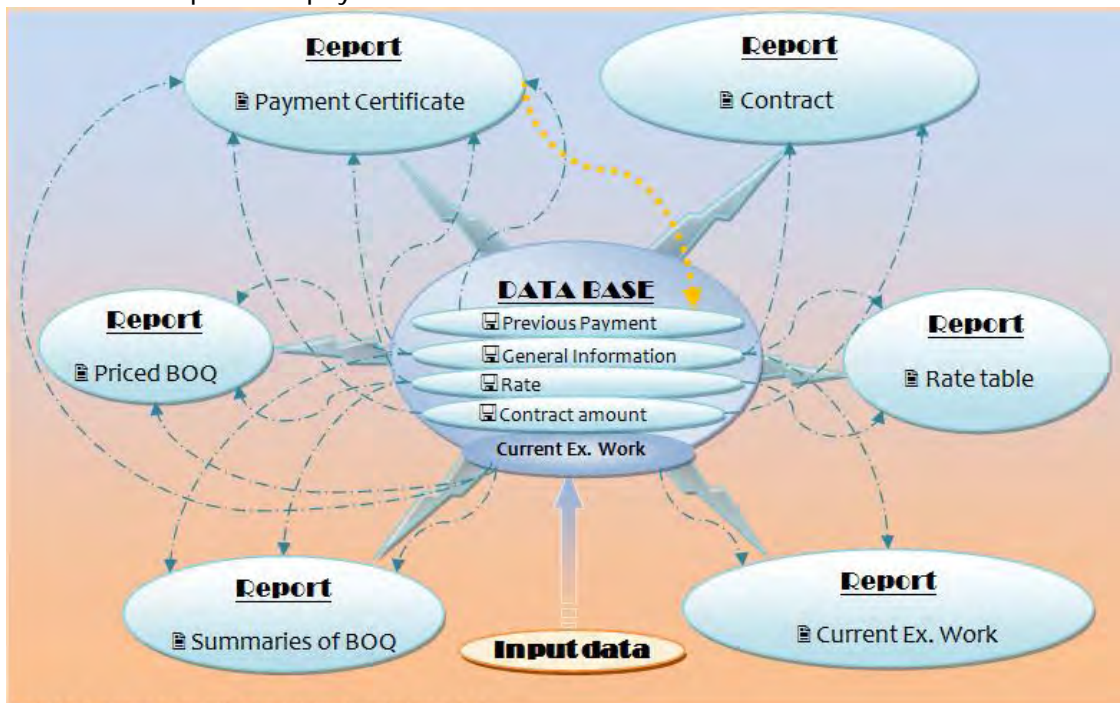 Report
Payment Certificate
Report
Contract
DATA BASE
Previous Payment
General Information
Rate
Contract amount
Current Ex. Work
Report
Priced BOQ
Report
Rate table
Report
Summaries of BOQ
Input data
Report
Current Ex. Work